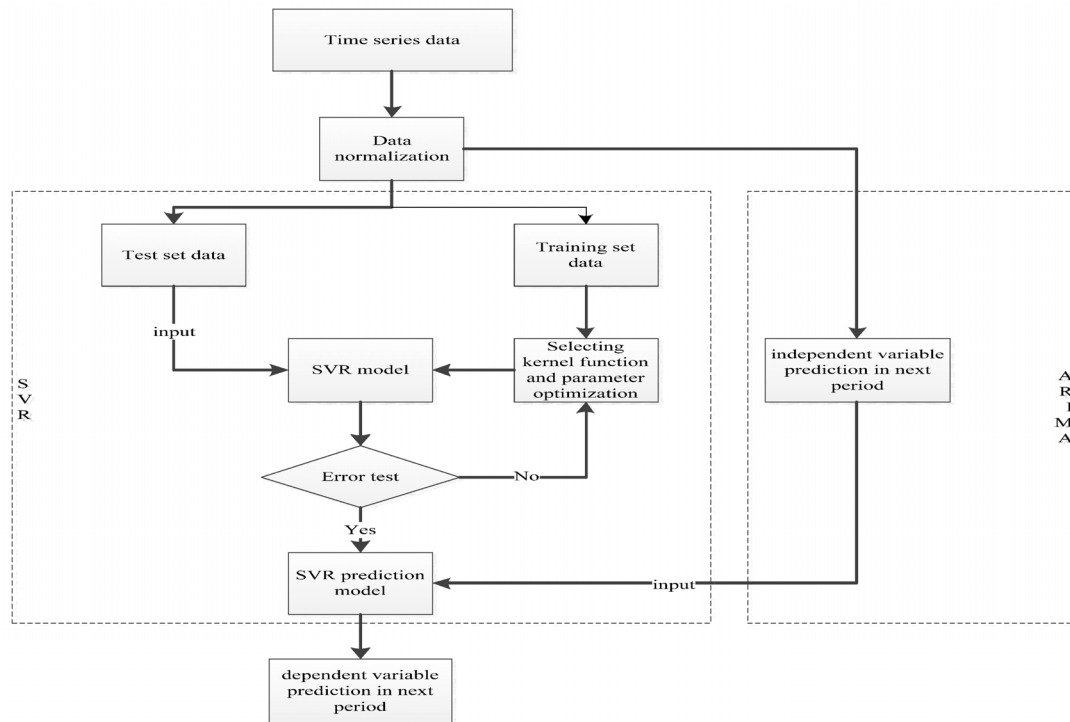 Time series data
Data
normalization
Test set data
Training set
data
input
SVR model
Selecting
kernel function
and parameter
optimization
independent variable
prediction in next
period
S
V
R
A
R
I
M
A
Error test
No
Yes
SVR prediction
model
input
dependent variable
prediction in next
period